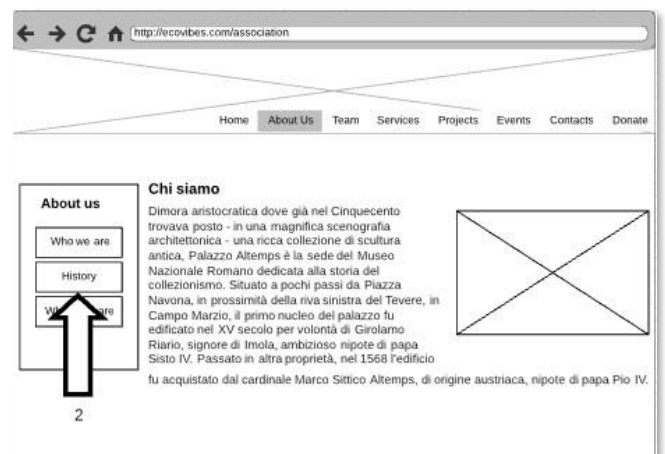 http://ecovibes.com/association
Home About Us Team Services Projects Events Contacts Donate
About us
Who we are
History
Chi siamo
Dimora aristocratica dove già nel Cinquecento
trovava posto - in una magnifica scenografia
architettonica - una ricca collezione di scultura
antica, Palazzo Altemps è la sede del Museo
Nazionale Romano dedicata alla storia del
collezionismo. Situato a pochi passi da Piazza
Navona, in prossimità della riva sinistra del Tevere, in
Campo Marzio, il primo nucleo del palazzo fu
edificato nel XV secolo per volontà di Girolamo
Riario, signore di Imola, ambizioso nipote di papa
Sisto IV. Passato in altra proprietà, nel 1568 l'edificio
fu acquistato dal cardinale Marco Sittico Altemps, di origine austriaca, nipote di papa Pio IV.
2